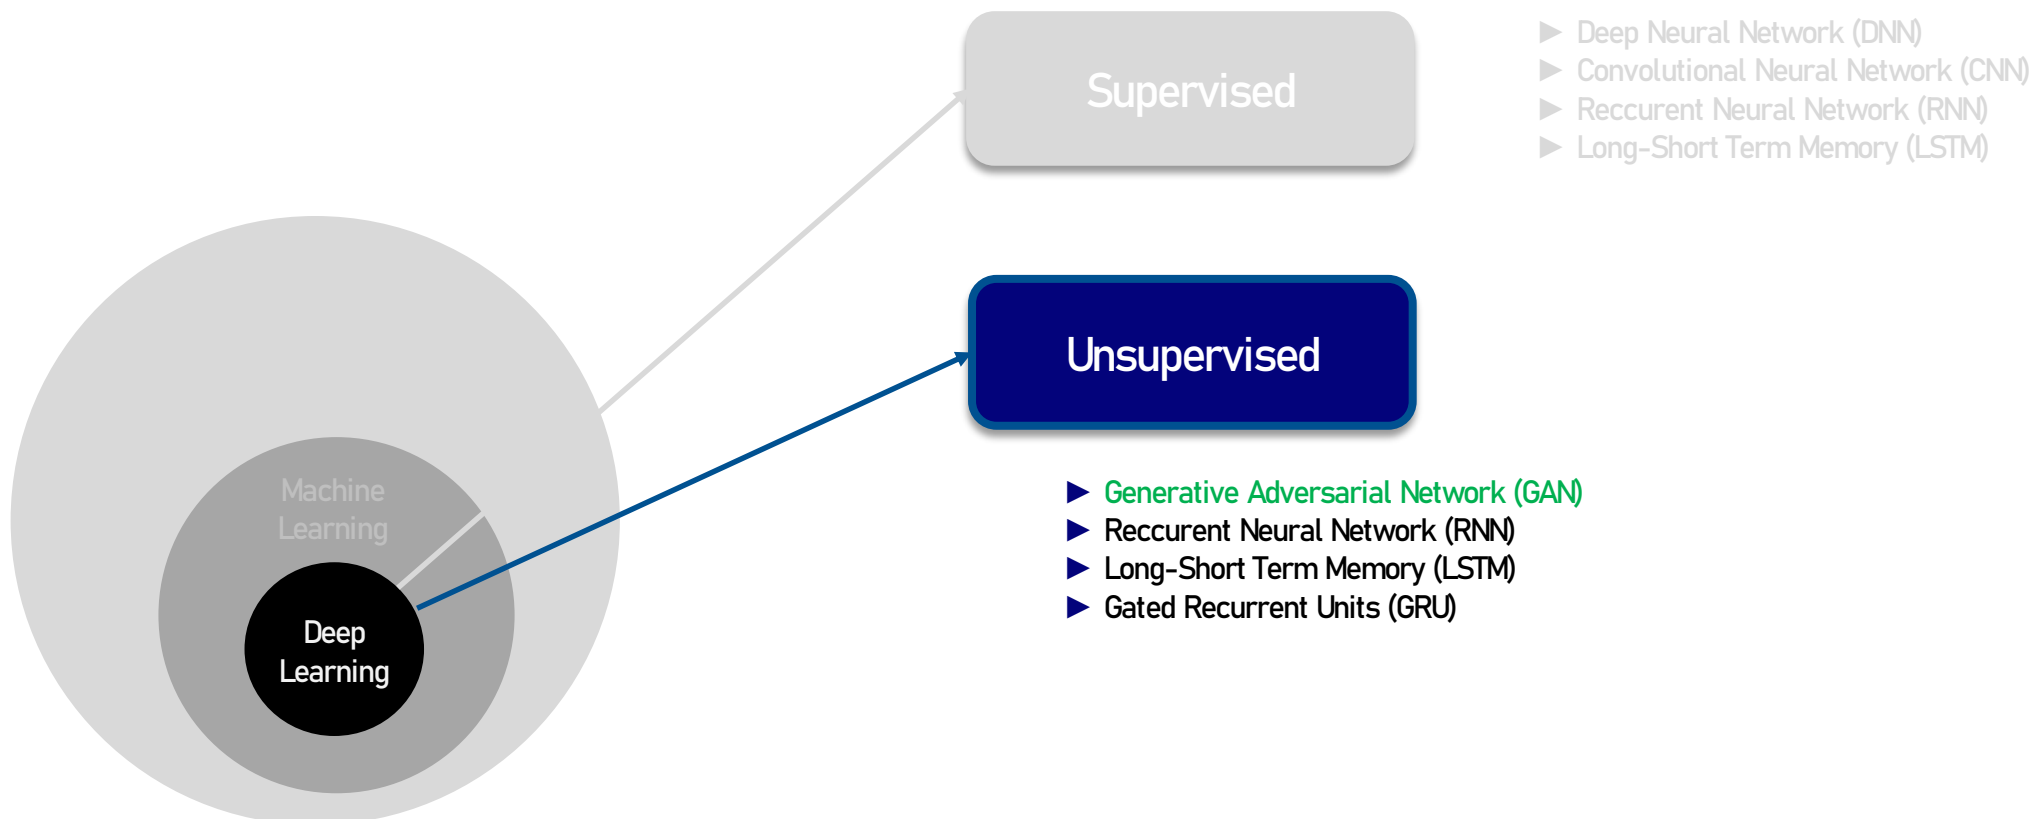 Supervised
Deep Neural Network (DNN)
Convolutional Neural Network (CNN)
Reccurent Neural Network (RNN)
Long-Short Term Memory (LSTM)
Unsupervised
Generative Adversarial Network (GAN)
Reccurent Neural Network (RNN)
Long-Short Term Memory (LSTM)
Gated Recurrent Units (GRU)
Machine
Learning
Deep
Learning